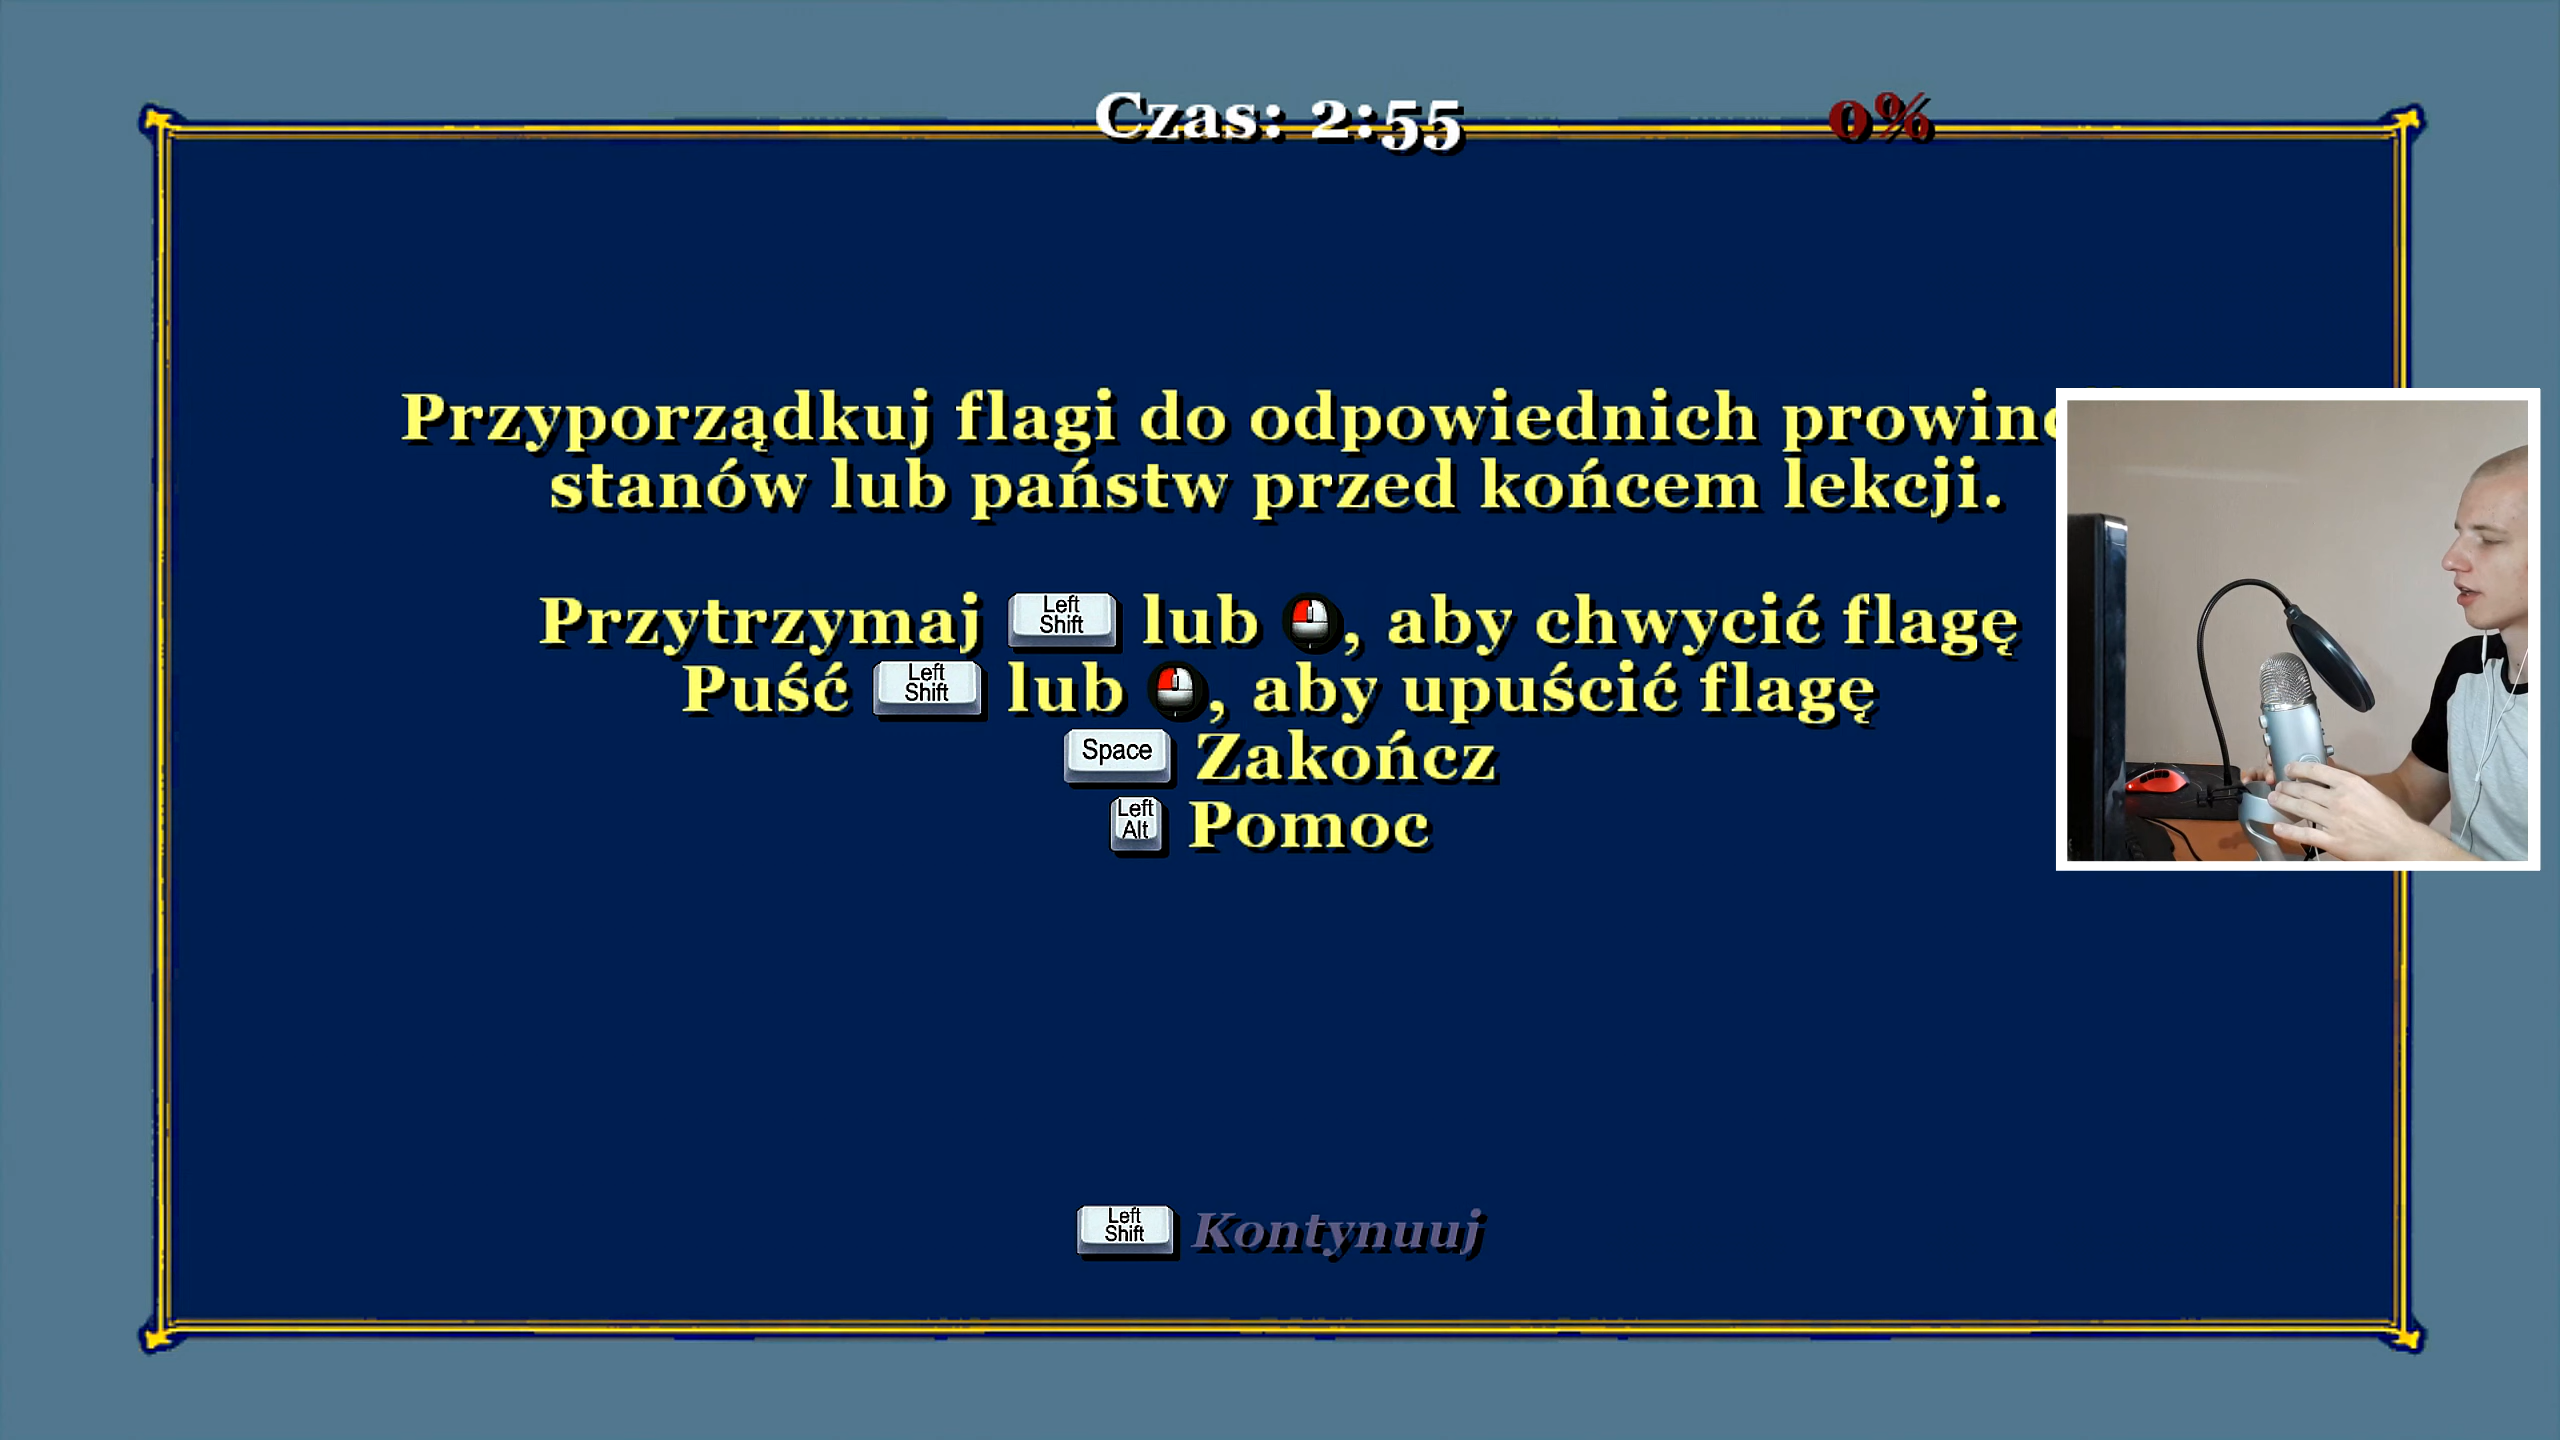 Czas: 2:55 0%
Przyporządkuj flagi do odpowiednich
stanów lub państw przed końcem lekcji.
Przytrzymaj Left Shift lub , aby chwycić flagę
Puść Left Shift lub , aby upuścić flagę
Space Zakończ
Left Alt Pomoc
Left Shift Kontynuuj